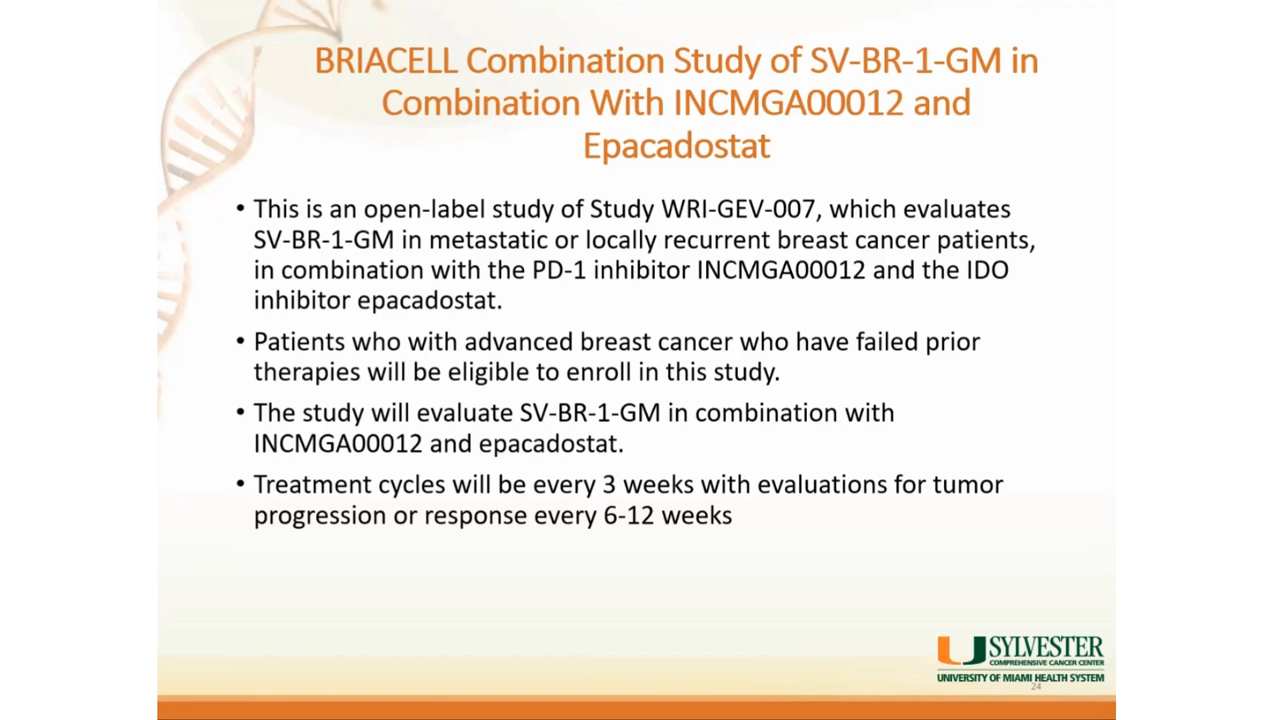 BRIACELL Combination Study of SV-BR-1-GM in
Combination With INCMGA00012 and
Epacadostat
• This is an open-label study of Study WRI-GEV-007, which evaluates
SV-BR-1-GM in metastatic or locally recurrent breast cancer patients,
in combination with the PD-1 inhibitor INCMGA00012 and the IDO
inhibitor epacadostat.
• Patients who with advanced breast cancer who have failed prior
therapies will be eligible to enroll in this study.
• The study will evaluate SV-BR-1-GM in combination with
INCMGA00012 and epacadostat.
• Treatment cycles will be every 3 weeks with evaluations for tumor
progression or response every 6-12 weeks
SYLVESTER
COMPREHENSIVE CANCER CENTER
UNIVERSITY OF MIAMI HEALTH SYSTEM
24